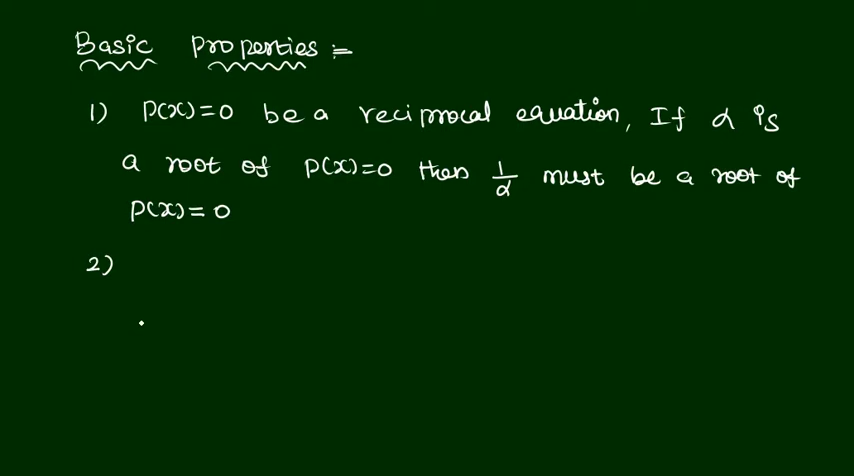 Basic Properties :-
1) P(x)=0 be a reciprocal equation, If α is
a root of P(x)=0 then 1/α must be a root of
P(x)=0
2)